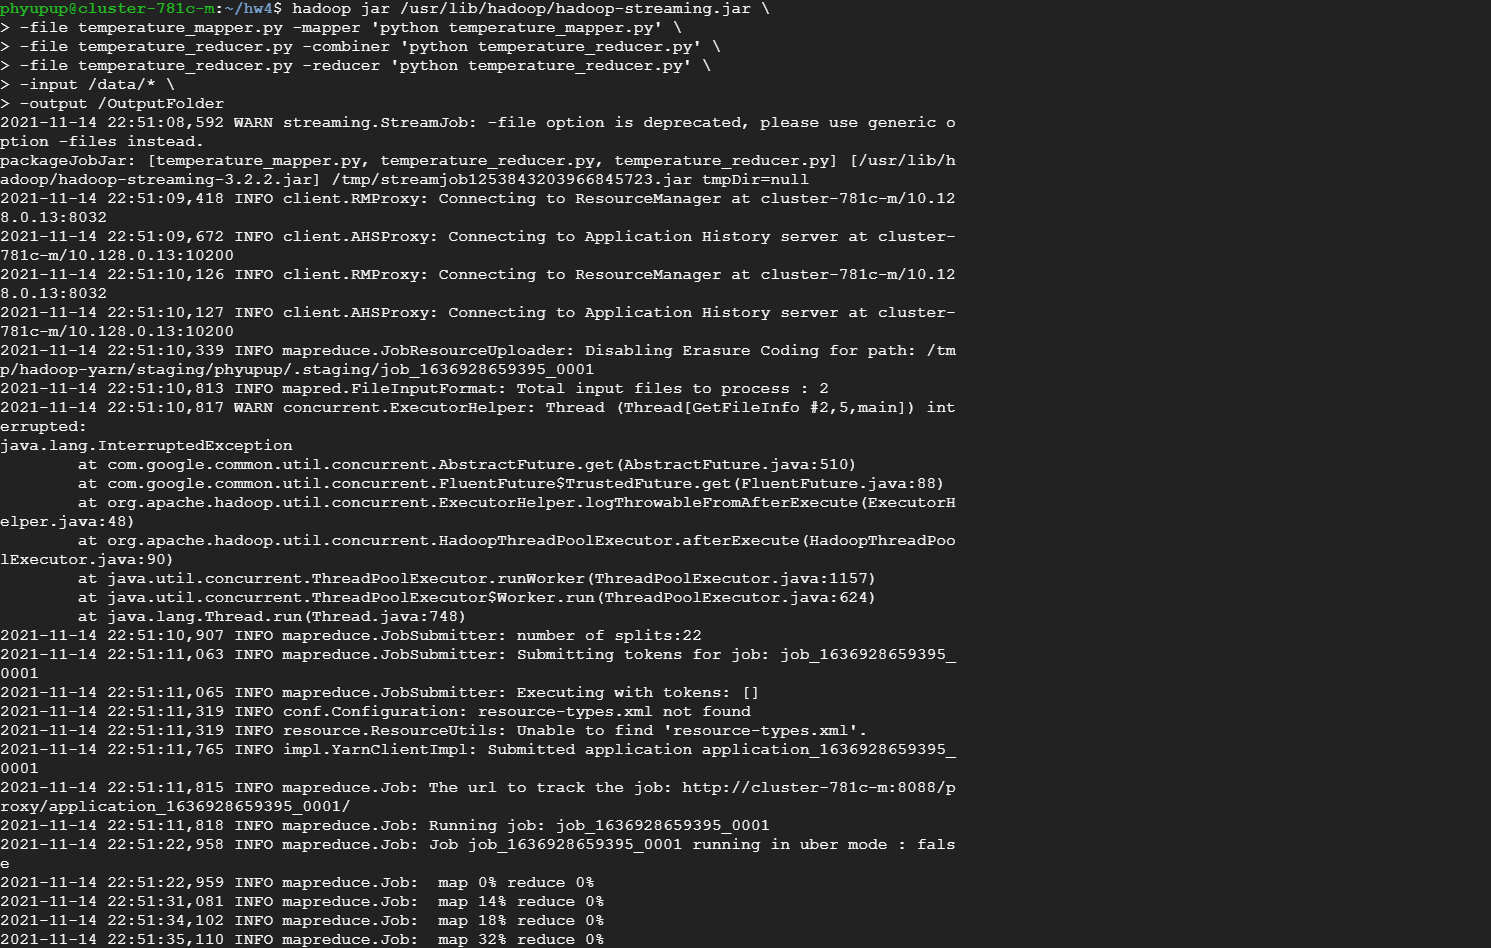 phyupup@cluster-781c-m:~/hw4$ hadoop jar /usr/lib/hadoop/hadoop-streaming.jar \
> -file temperature_mapper.py -mapper 'python temperature_mapper.py' \
> -file temperature_reducer.py -combiner 'python temperature_reducer.py' \
> -file temperature_reducer.py -reducer 'python temperature_reducer.py' \
> -input /data/* \
> -output /OutputFolder
2021-11-14 22:51:08,592 WARN streaming.StreamJob: -file option is deprecated, please use generic o
ption -files instead.
packageJobJar: [temperature_mapper.py, temperature_reducer.py, temperature_reducer.py] [/usr/lib/h
adoop/hadoop-streaming-3.2.2.jar] /tmp/streamjob1253843203966845723.jar tmpDir=null
2021-11-14 22:51:09,418 INFO client.RMProxy: Connecting to ResourceManager at cluster-781c-m/10.12
8.0.13:8032
2021-11-14 22:51:09,672 INFO client.AHSProxy: Connecting to Application History server at cluster-
781c-m/10.128.0.13:10200
2021-11-14 22:51:10,126 INFO client.RMProxy: Connecting to ResourceManager at cluster-781c-m/10.12
8.0.13:8032
2021-11-14 22:51:10,127 INFO client.AHSProxy: Connecting to Application History server at cluster-
781c-m/10.128.0.13:10200
2021-11-14 22:51:10,339 INFO mapreduce.JobResourceUploader: Disabling Erasure Coding for path: /tm
p/hadoop-yarn/staging/phyupup/.staging/job_1636928659395_0001
2021-11-14 22:51:10,813 INFO mapred.FileInputFormat: Total input files to process : 2
2021-11-14 22:51:10,817 WARN concurrent.ExecutorHelper: Thread (Thread[GetFileInfo #2,5,main]) int
errupted:
java.lang.InterruptedException
        at com.google.common.util.concurrent.AbstractFuture.get(AbstractFuture.java:510)
        at com.google.common.util.concurrent.FluentFuture$TrustedFuture.get(FluentFuture.java:88)
        at org.apache.hadoop.util.concurrent.ExecutorHelper.logThrowableFromAfterExecute(ExecutorH
elper.java:48)
        at org.apache.hadoop.util.concurrent.HadoopThreadPoolExecutor.afterExecute(HadoopThreadPoo
lExecutor.java:90)
        at java.util.concurrent.ThreadPoolExecutor.runWorker(ThreadPoolExecutor.java:1157)
        at java.util.concurrent.ThreadPoolExecutor$Worker.run(ThreadPoolExecutor.java:624)
        at java.lang.Thread.run(Thread.java:748)
2021-11-14 22:51:10,907 INFO mapreduce.JobSubmitter: number of splits:22
2021-11-14 22:51:11,063 INFO mapreduce.JobSubmitter: Submitting tokens for job: job_1636928659395_
0001
2021-11-14 22:51:11,065 INFO mapreduce.JobSubmitter: Executing with tokens: []
2021-11-14 22:51:11,319 INFO conf.Configuration: resource-types.xml not found
2021-11-14 22:51:11,319 INFO resource.ResourceUtils: Unable to find 'resource-types.xml'.
2021-11-14 22:51:11,765 INFO impl.YarnClientImpl: Submitted application application_1636928659395_
0001
2021-11-14 22:51:11,815 INFO mapreduce.Job: The url to track the job: http://cluster-781c-m:8088/p
roxy/application_1636928659395_0001/
2021-11-14 22:51:11,818 INFO mapreduce.Job: Running job: job_1636928659395_0001
2021-11-14 22:51:22,958 INFO mapreduce.Job: Job job_1636928659395_0001 running in uber mode : fals
e
2021-11-14 22:51:22,959 INFO mapreduce.Job:  map 0% reduce 0%
2021-11-14 22:51:31,081 INFO mapreduce.Job:  map 14% reduce 0%
2021-11-14 22:51:34,102 INFO mapreduce.Job:  map 18% reduce 0%
2021-11-14 22:51:35,110 INFO mapreduce.Job:  map 32% reduce 0%